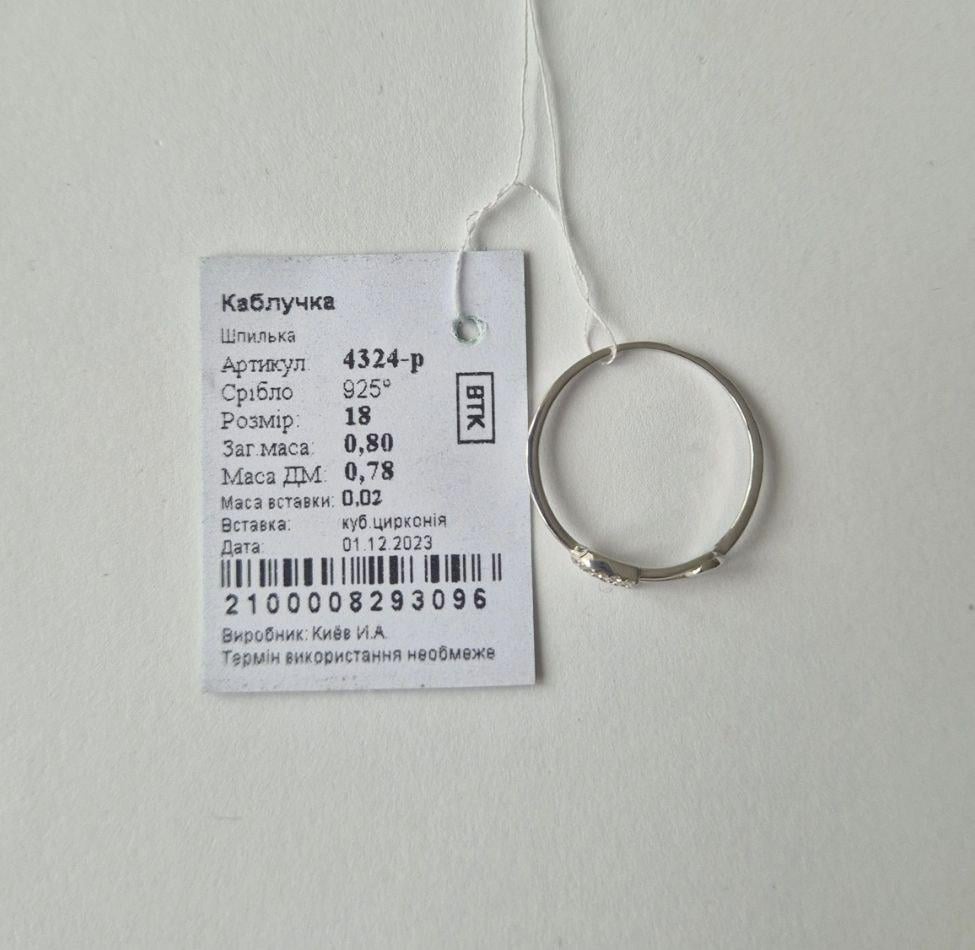 Каблучка
Шпилька
Артикул: 4324-р
Срібло 925°
Розмір: 18
Заг.маса: 0,80
Маса ДМ: 0,78
Маса вставки: 0,02
Вставка: куб.цирконія
Дата: 01.12.2023
2100008293096
Виробник: Киёв И.А.
Термін використання необмеже
ВТК